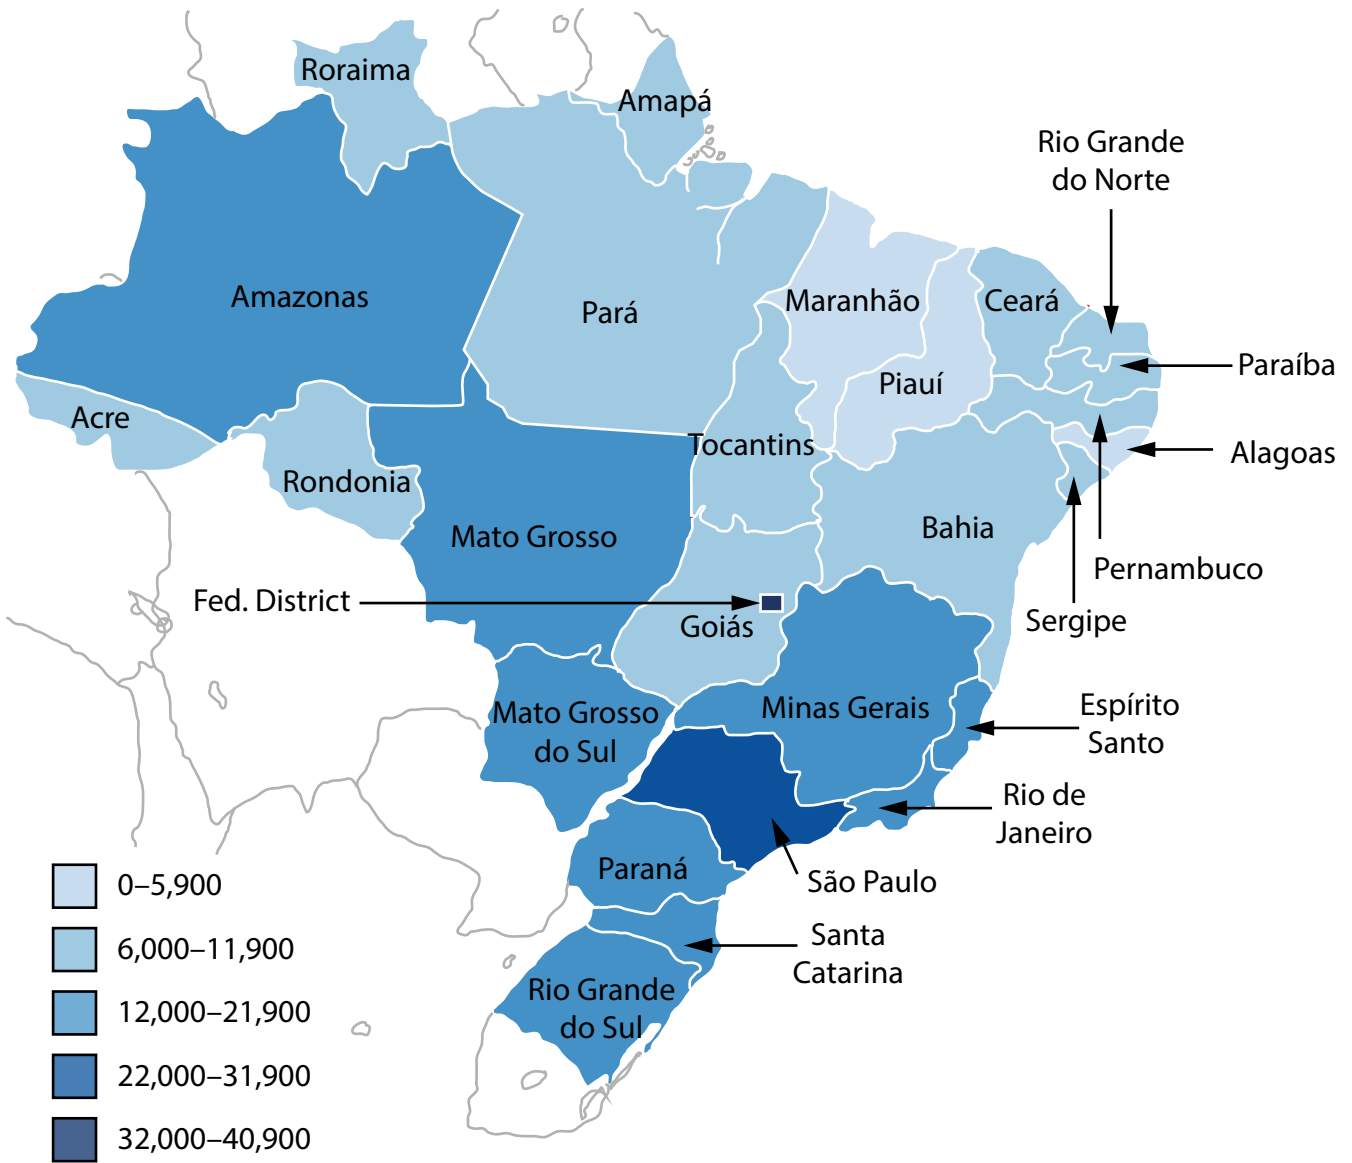 Roraima
Amapá
Rio Grande
do Norte
Amazonas
Pará
Maranhão
Ceará
Paraíba
Piauí
Acre
Tocantins
Alagoas
Rondonia
Mato Grosso
Bahia
Pernambuco
Fed. District
Goiás
Sergipe
Mato Grosso
do Sul
Minas Gerais
Espírito
Santo
Rio de
Janeiro
Paraná
São Paulo
Santa
Catarina
Rio Grande
do Sul
0–5,900
6,000–11,900
12,000–21,900
22,000–31,900
32,000–40,900